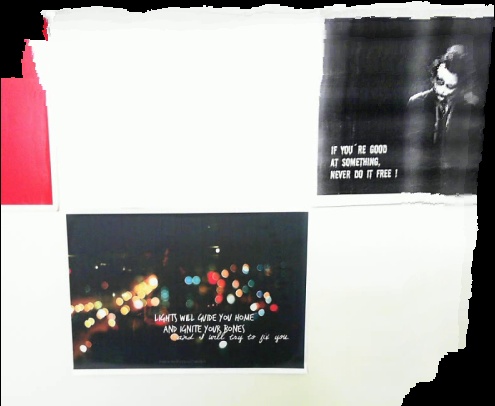 IF YOU´RE GOOD
AT SOMETHING,
NEVER DO IT FREE !
LIGHTS WILL GUIDE YOU HOME
AND IGNITE YOUR BONES
and I will try to fix you